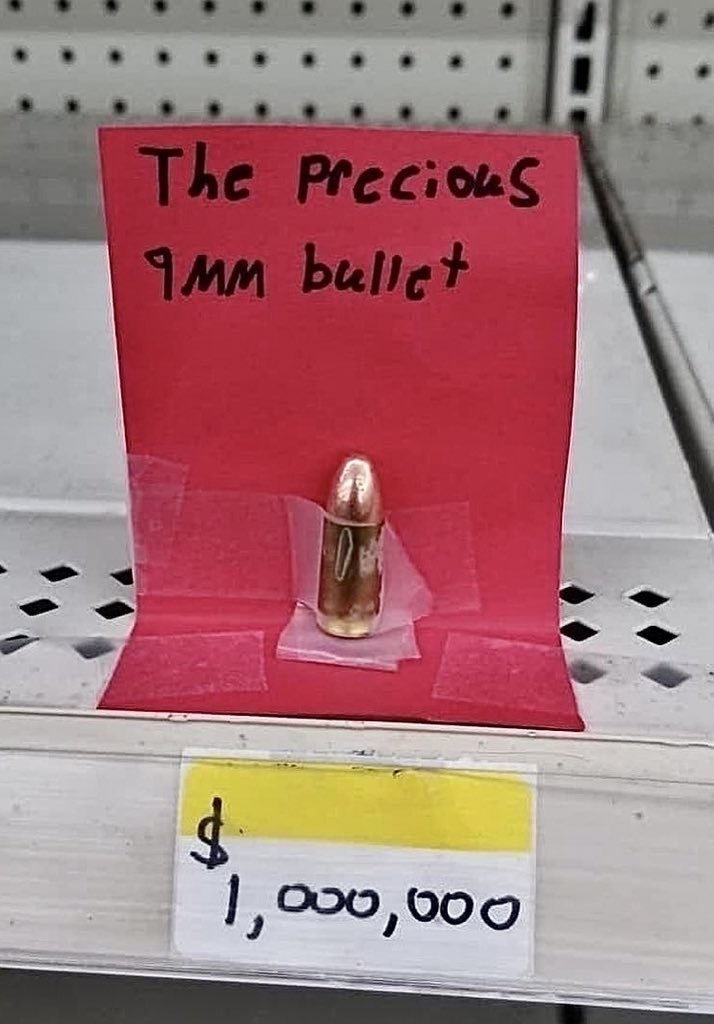 The Precious
9MM bullet
$
1,000,000